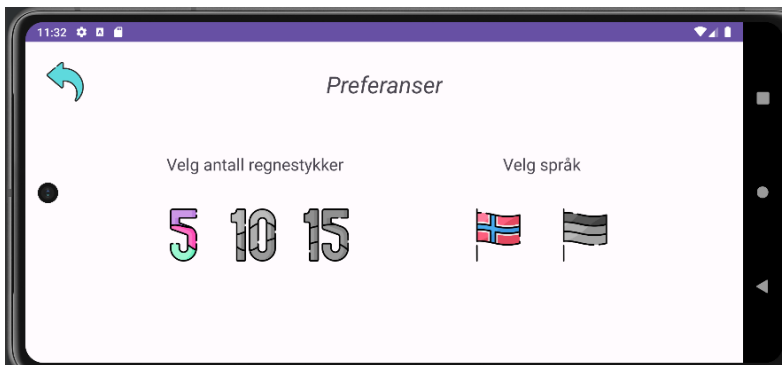 11:32
Preferanser
Velg antall regnestykker
Velg språk
5 10 15